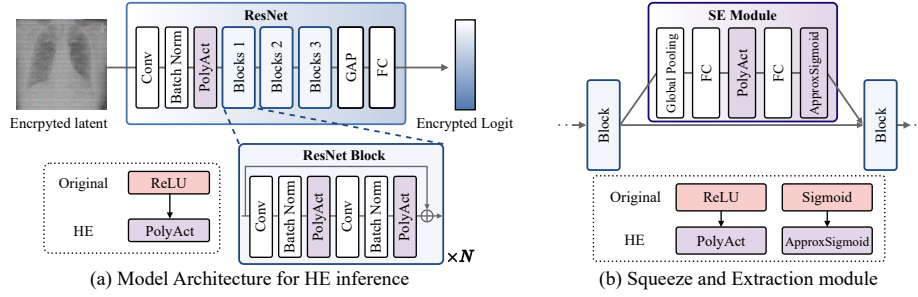 ResNet
Conv
Batch Norm
PolyAct
Blocks 1
Blocks 2
Blocks 3
GAP
FC
Encrpyted latent
Encrypted Logit
ResNet Block
Conv
Batch Norm
PolyAct
Conv
Batch Norm
PolyAct
×N
Original
ReLU
HE
PolyAct
(a) Model Architecture for HE inference
SE Module
Global Pooling
FC
PolyAct
FC
ApproxSigmoid
Block
Block
Original
ReLU
Sigmoid
HE
PolyAct
ApproxSigmoid
(b) Squeeze and Extraction module